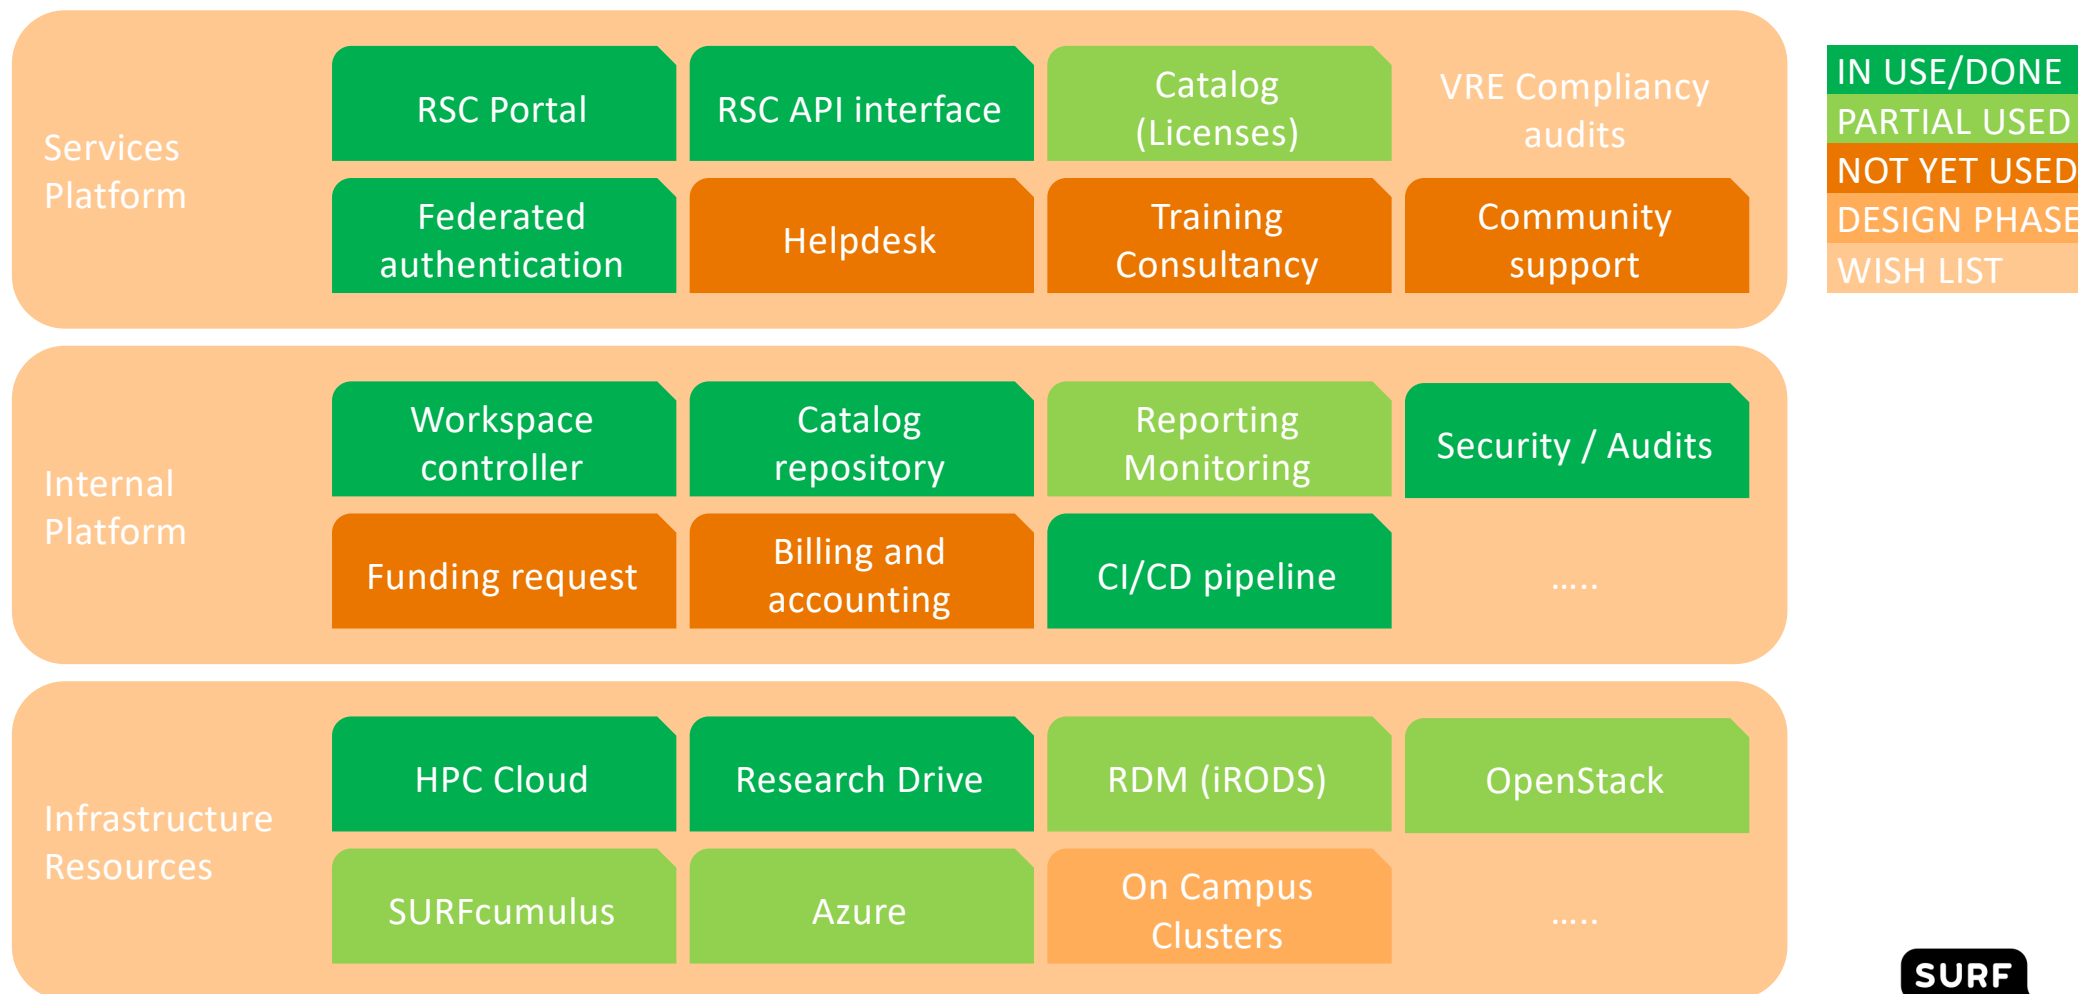 Services
Platform
RSC Portal
RSC API interface
Catalog
(Licenses)
VRE Compliancy
audits
Federated
authentication
Helpdesk
Training
Consultancy
Community
support
IN USE/DONE
PARTIAL USED
NOT YET USED
DESIGN PHASE
WISH LIST
Internal
Platform
Workspace
controller
Catalog
repository
Reporting
Monitoring
Security / Audits
Funding request
Billing and
accounting
CI/CD pipeline
…..
Infrastructure
Resources
HPC Cloud
Research Drive
RDM (iRODS)
OpenStack
SURFcumulus
Azure
On Campus
Clusters
…..
SURF